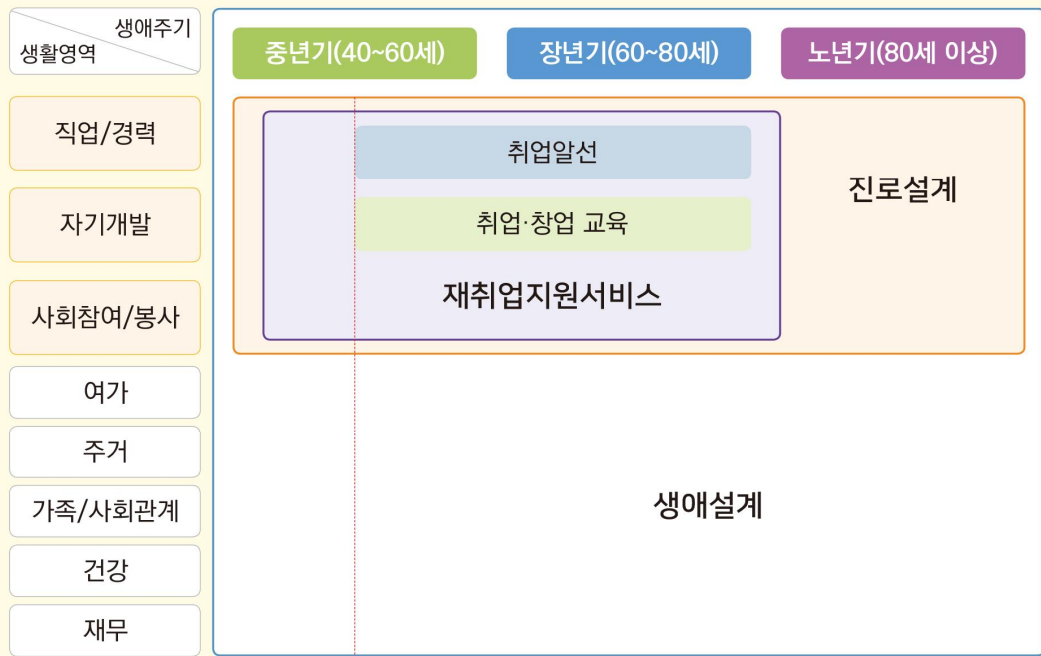 생애주기
생활영역
중년기(40~60세)
장년기(60~80세)
노년기(80세 이상)
직업/경력
취업알선
진로설계
자기개발
취업·창업 교육
재취업지원서비스
사회참여/봉사
여가
주거
가족/사회관계
생애설계
건강
재무